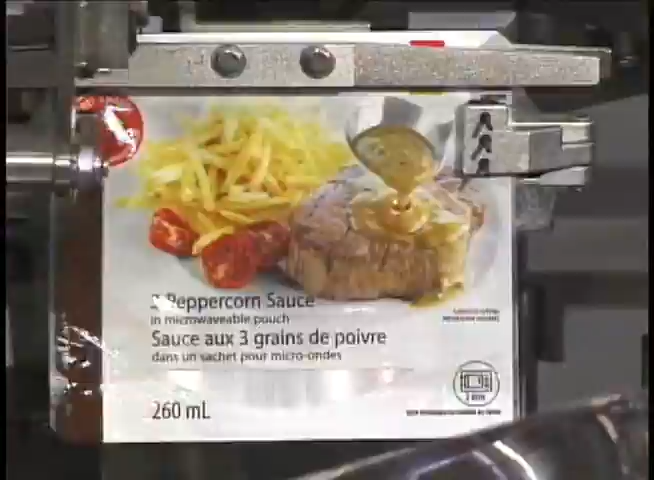 3 Peppercorn Sauce
in microwaveable pouch
Sauce aux 3 grains de poivre
dans un sachet pour micro-ondes
260 mL